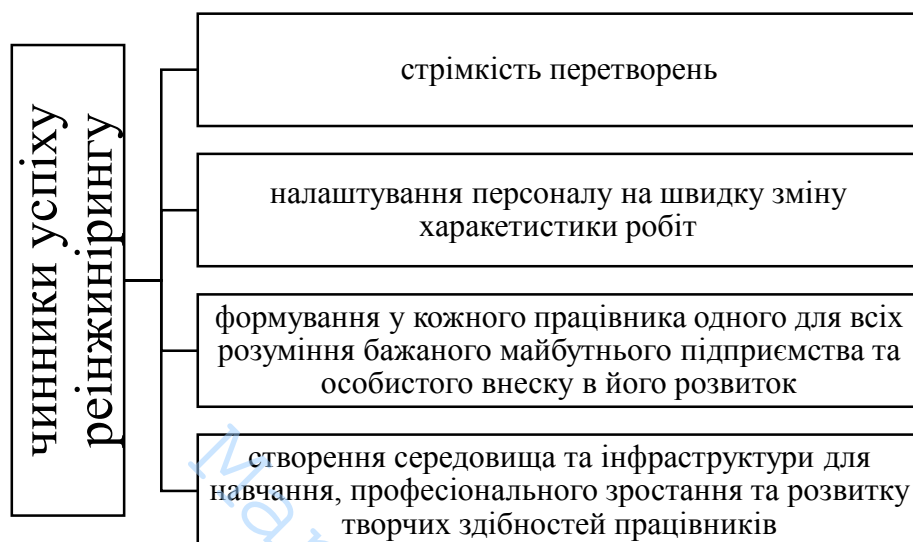 чинники успіху
реінжинірингу
стрімкість перетворень
налаштування персоналу на швидку зміну
харакетистики робіт
формування у кожного працівника одного для всіх
розуміння бажаного майбутнього підприємства та
особистого внеску в його розвиток
створення середовища та інфраструктури для
навчання, професіонального зростання та розвитку
творчих здібностей працівників